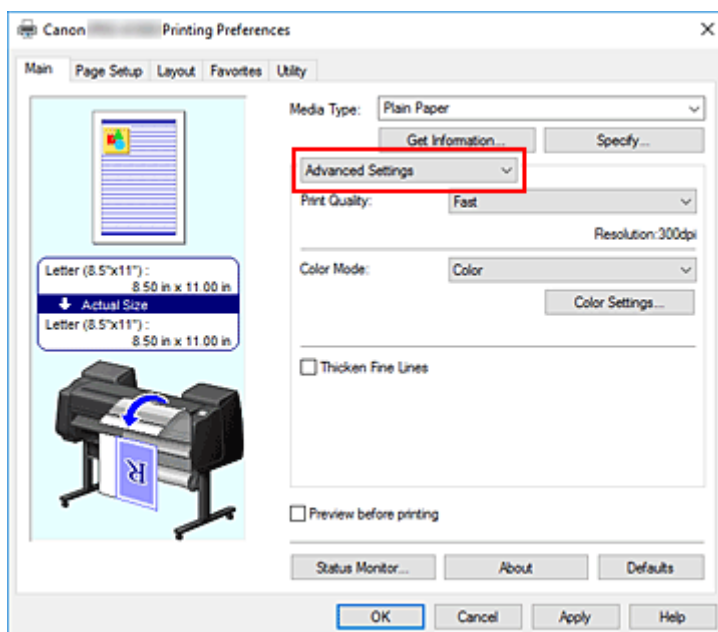 Canon Printing Preferences
Main Page Setup Layout Favorites Utility
Media Type: Plain Paper
Get Information... Specify...
Advanced Settings
Print Quality: Fast
Resolution:300dpi
Color Mode: Color
Color Settings...
Thicken Fine Lines
Letter (8.5"x11") :
8.50 in x 11.00 in
Actual Size
Letter (8.5"x11") :
8.50 in x 11.00 in
R
Preview before printing
Status Monitor... About Defaults
OK Cancel Apply Help